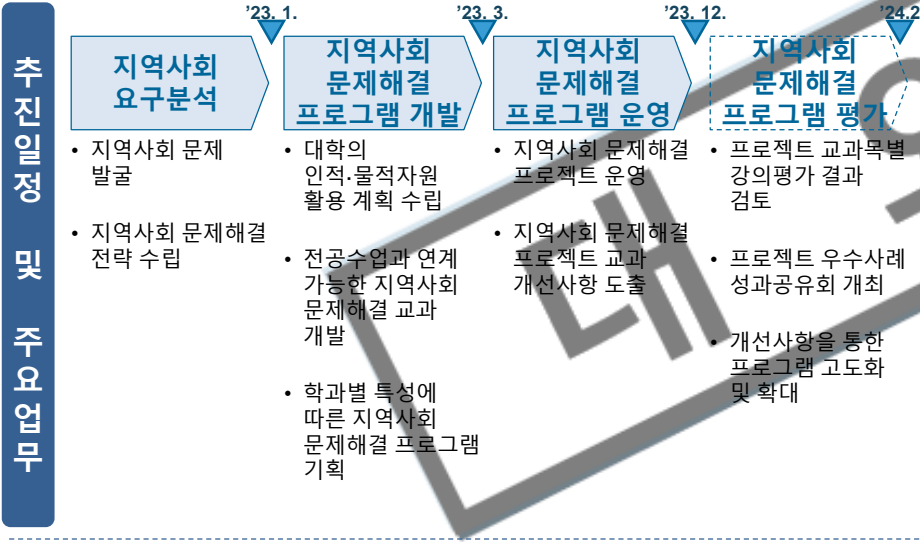 추진일정 및 주요업무
’23. 1.
’23. 3.
’23. 12.
’24.2
지역사회
요구분석
지역사회
문제해결
프로그램 개발
지역사회
문제해결
프로그램 운영
지역사회
문제해결
프로그램 평가
• 지역사회 문제
발굴
• 지역사회 문제해결
전략 수립
• 대학의
인적·물적자원
활용 계획 수립
• 전공수업과 연계
가능한 지역사회
문제해결 교과
개발
• 학과별 특성에
따른 지역사회
문제해결 프로그램
기획
• 지역사회 문제해결
프로젝트 운영
• 지역사회 문제해결
프로젝트 교과
개선사항 도출
• 프로젝트 교과목별
강의평가 결과
검토
• 프로젝트 우수사례
성과공유회 개최
• 개선사항을 통한
프로그램 고도화
및 확대
대